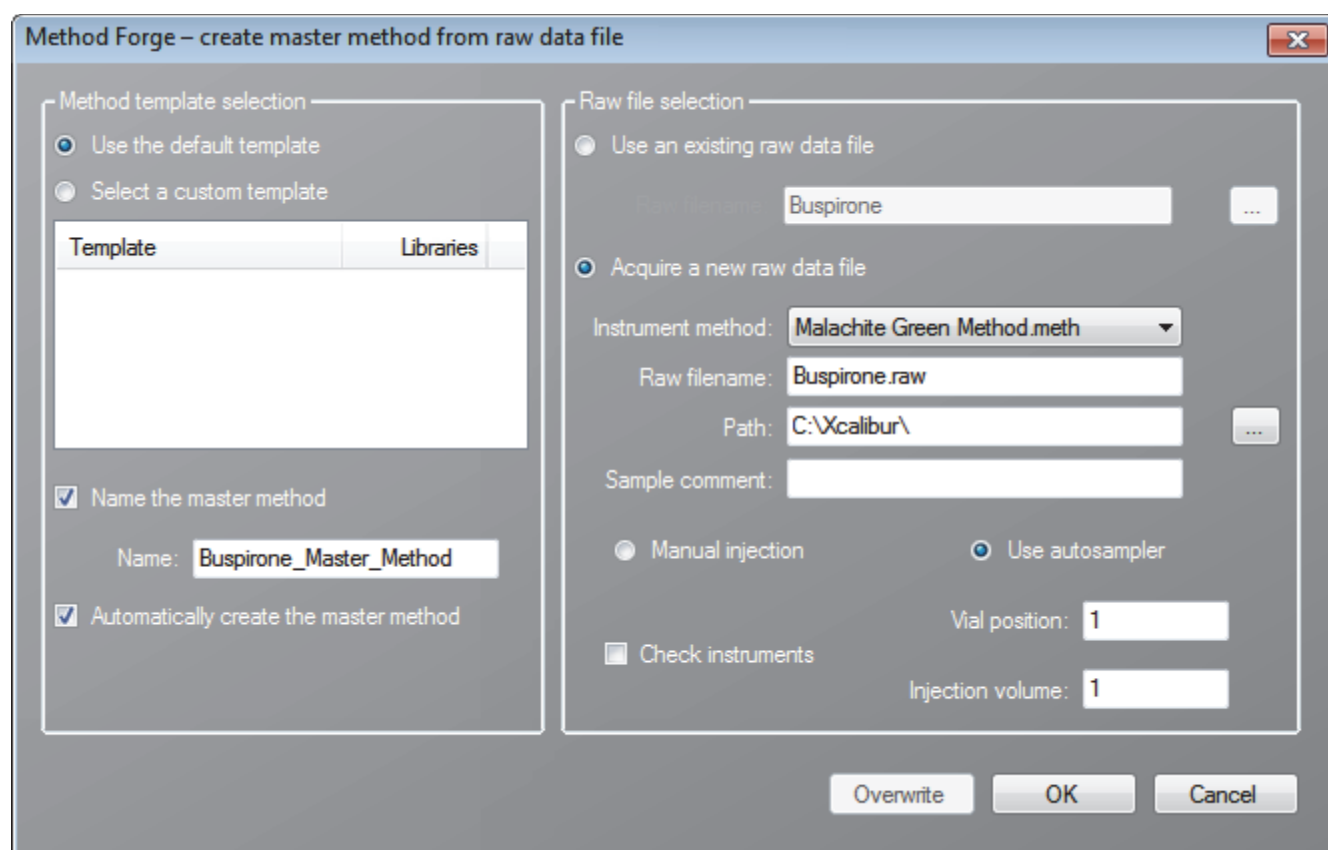 Method Forge – create master method from raw data file
Method template selection
Use the default template
Select a custom template
Template Libraries
Name the master method
Name: Buspirone_Master_Method
Automatically create the master method
Raw file selection
Use an existing raw data file
Raw filename: Buspirone ...
Acquire a new raw data file
Instrument method: Malachite Green Method.meth
Raw filename: Buspirone.raw
Path: C:\Xcalibur\ ...
Sample comment:
Manual injection Use autosampler
Vial position: 1
Check instruments
Injection volume: 1
Overwrite OK Cancel